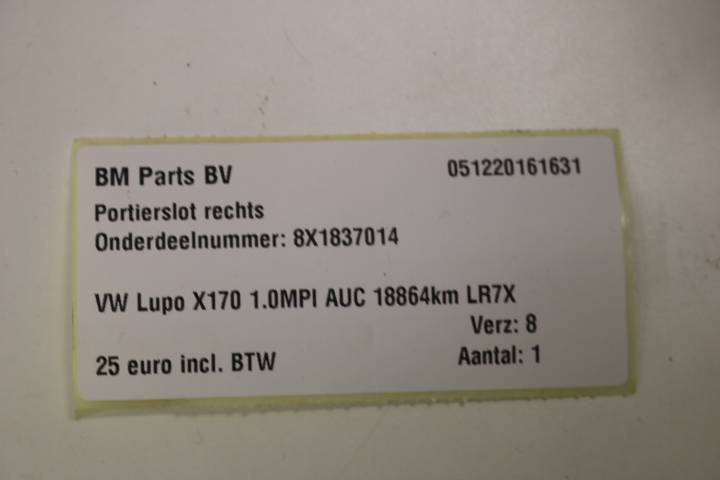 BM Parts BV 051220161631
Portierslot rechts
Onderdeelnummer: 8X1837014
VW Lupo X170 1.0MPI AUC 18864km LR7X
Verz: 8
25 euro incl. BTW Aantal: 1